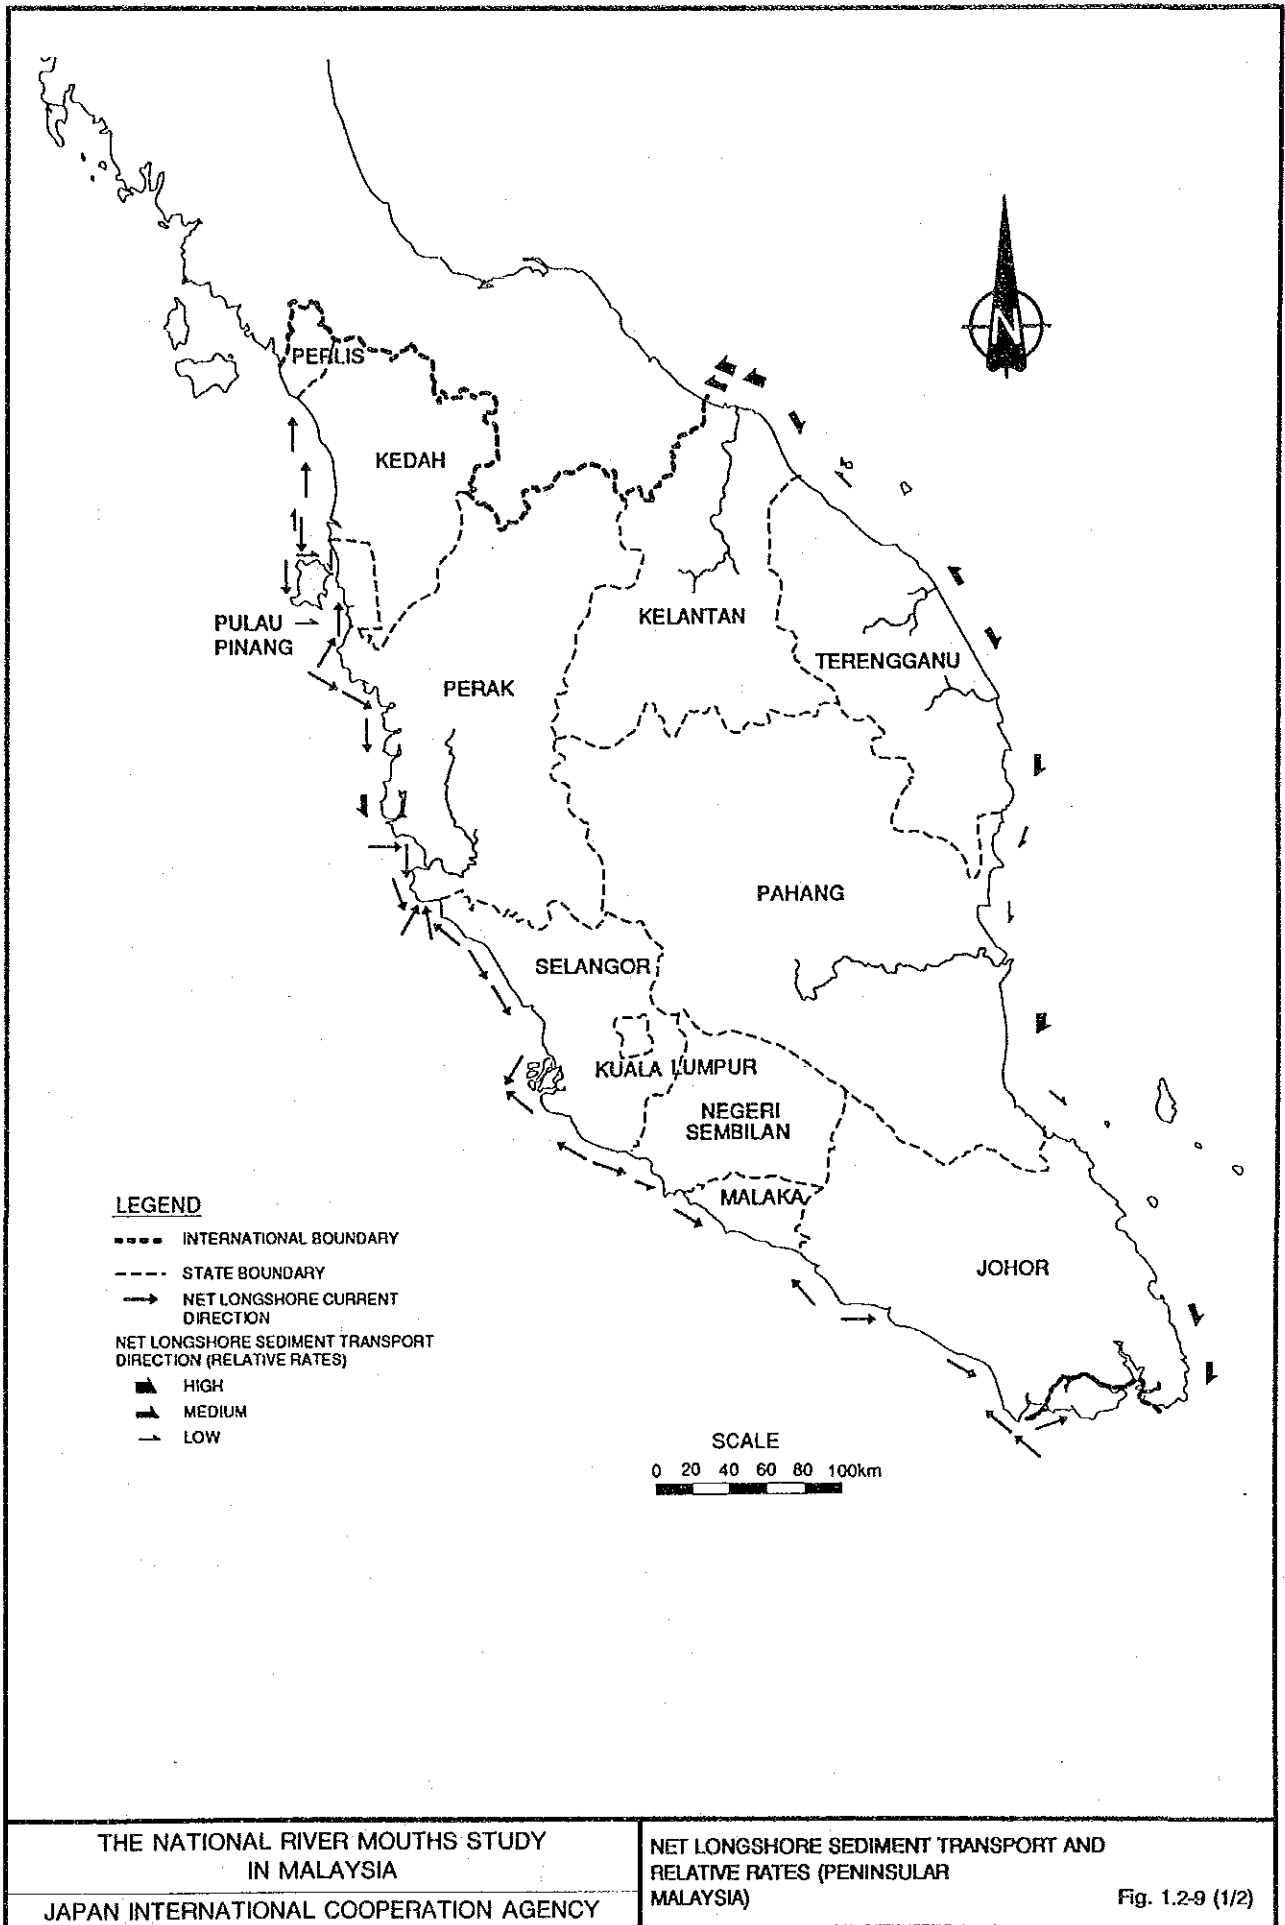 N
PERLIS
KEDAH
KELANTAN
PULAU
PINANG
TERENGGANU
PERAK
PAHANG
SELANGOR
KUALA LUMPUR
NEGERI
SEMBILAN
MALAKA
JOHOR
LEGEND
INTERNATIONAL BOUNDARY
STATE BOUNDARY
NET LONGSHORE CURRENT
DIRECTION
NET LONGSHORE SEDIMENT TRANSPORT
DIRECTION (RELATIVE RATES)
HIGH
MEDIUM
LOW
SCALE
0 20 40 60 80 100km
THE NATIONAL RIVER MOUTHS STUDY
IN MALAYSIA
JAPAN INTERNATIONAL COOPERATION AGENCY
NET LONGSHORE SEDIMENT TRANSPORT AND
RELATIVE RATES (PENINSULAR
MALAYSIA)
Fig. 1.2-9 (1/2)